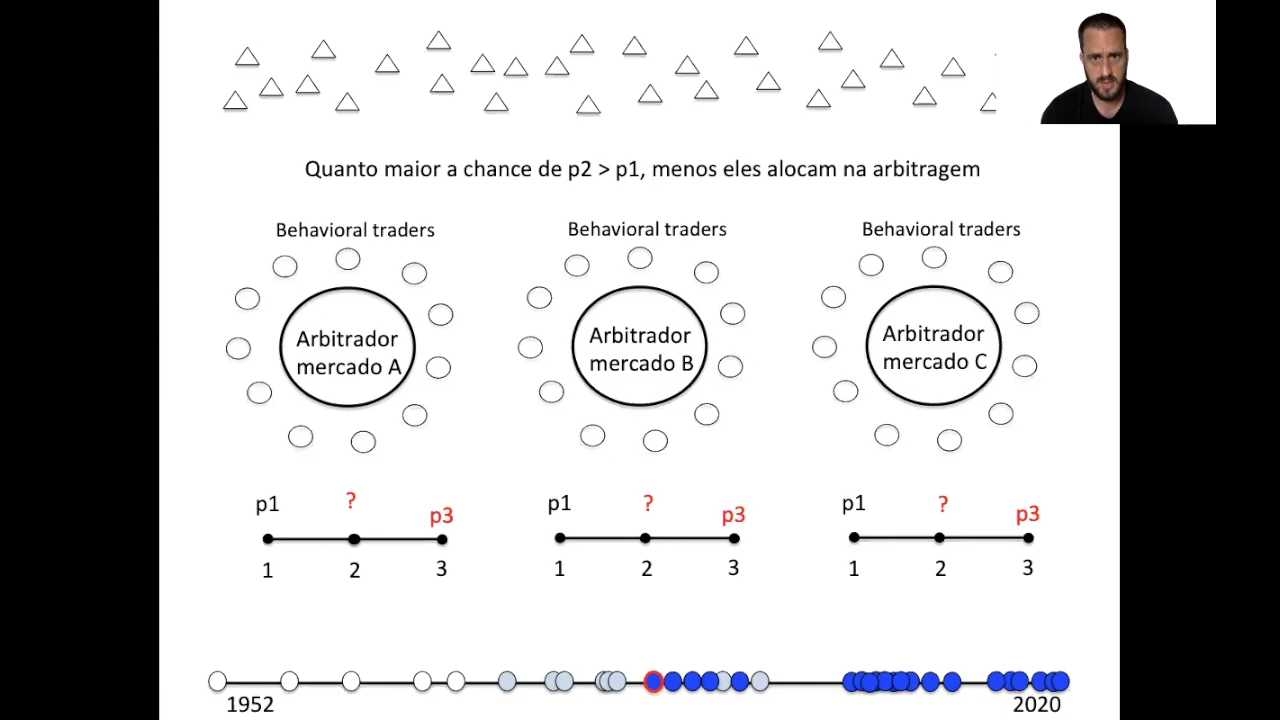 Quanto maior a chance de p2 > p1, menos eles alocam na arbitragem
Behavioral traders
Behavioral traders
Behavioral traders
Arbitrador
mercado A
Arbitrador
mercado B
Arbitrador
mercado C
p1 ? p3
p1 ? p3
p1 ? p3
1 2 3
1 2 3
1 2 3
1952
2020